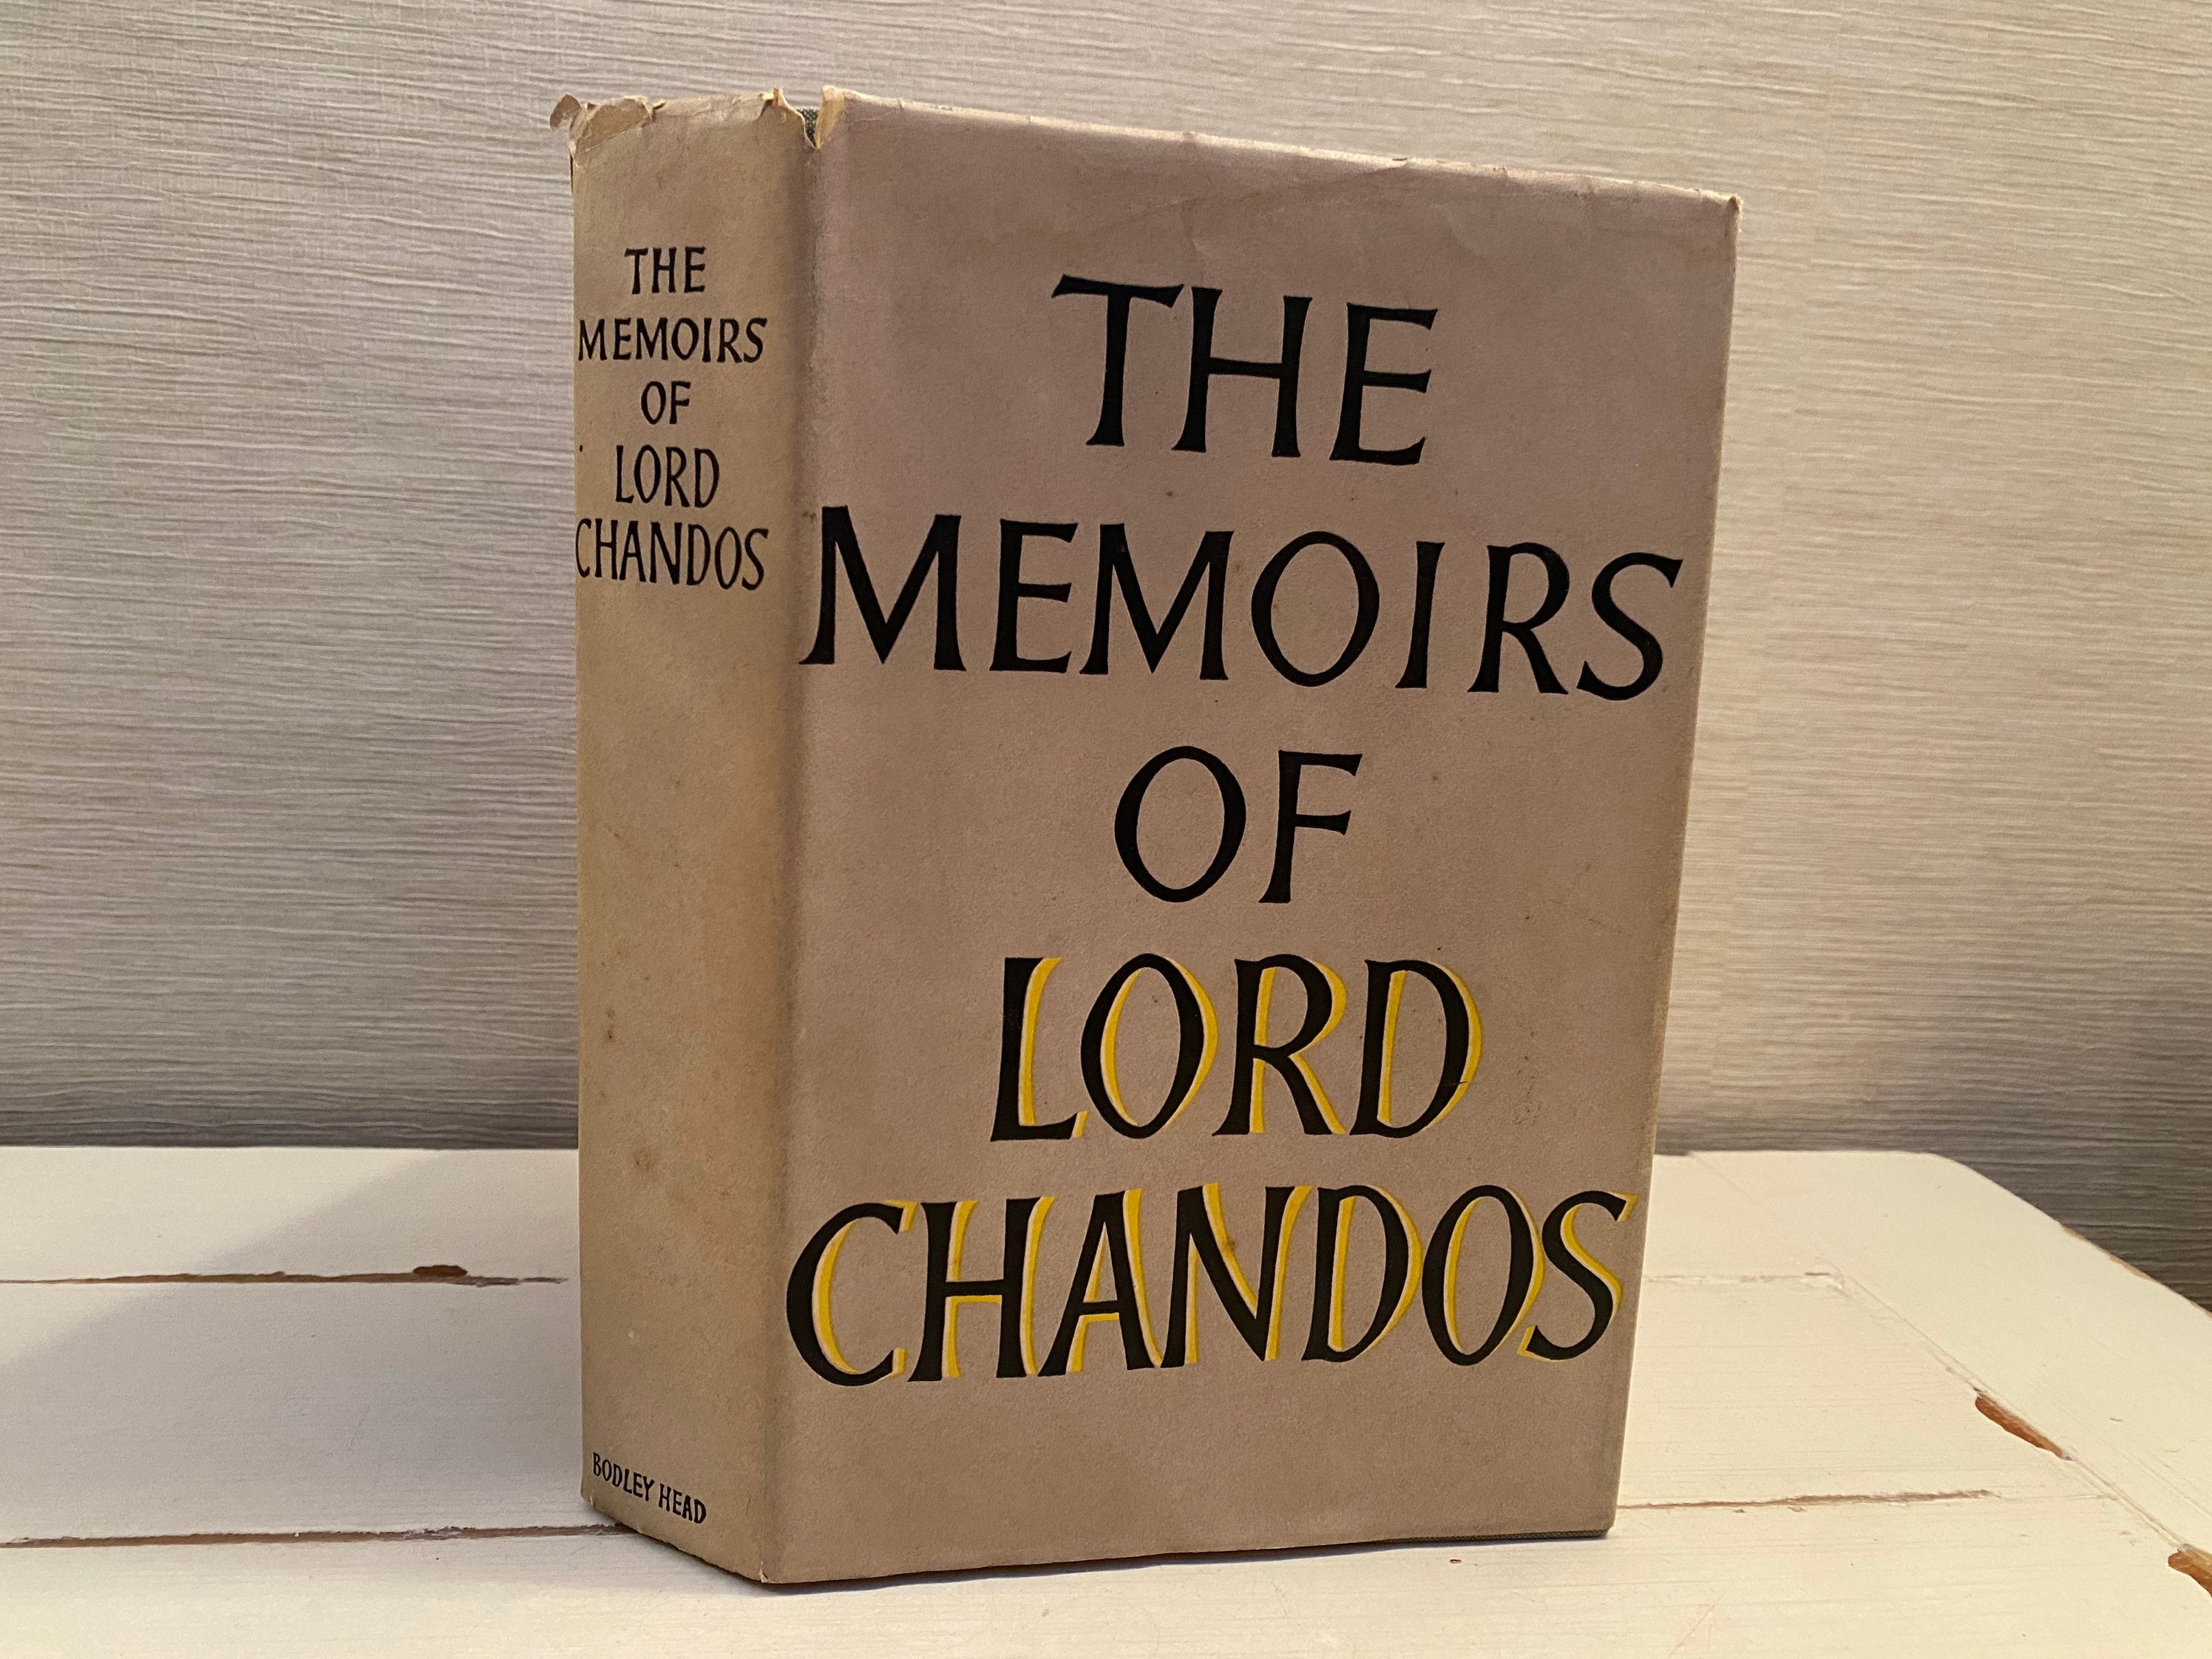 THE
MEMOIRS
OF
LORD
CHANDOS
BODLEY HEAD
THE
MEMOIRS
OF
LORD
CHANDOS